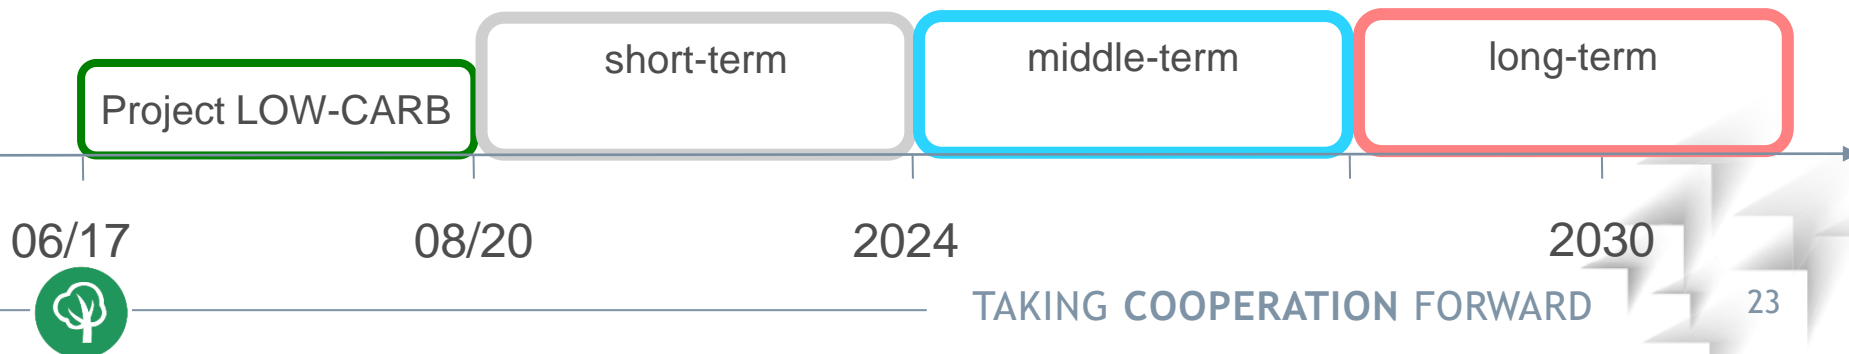 short-term
middle-term
long-term
Project LOW-CARB
06/17
08/20
2024
2030
TAKING COOPERATION FORWARD
23